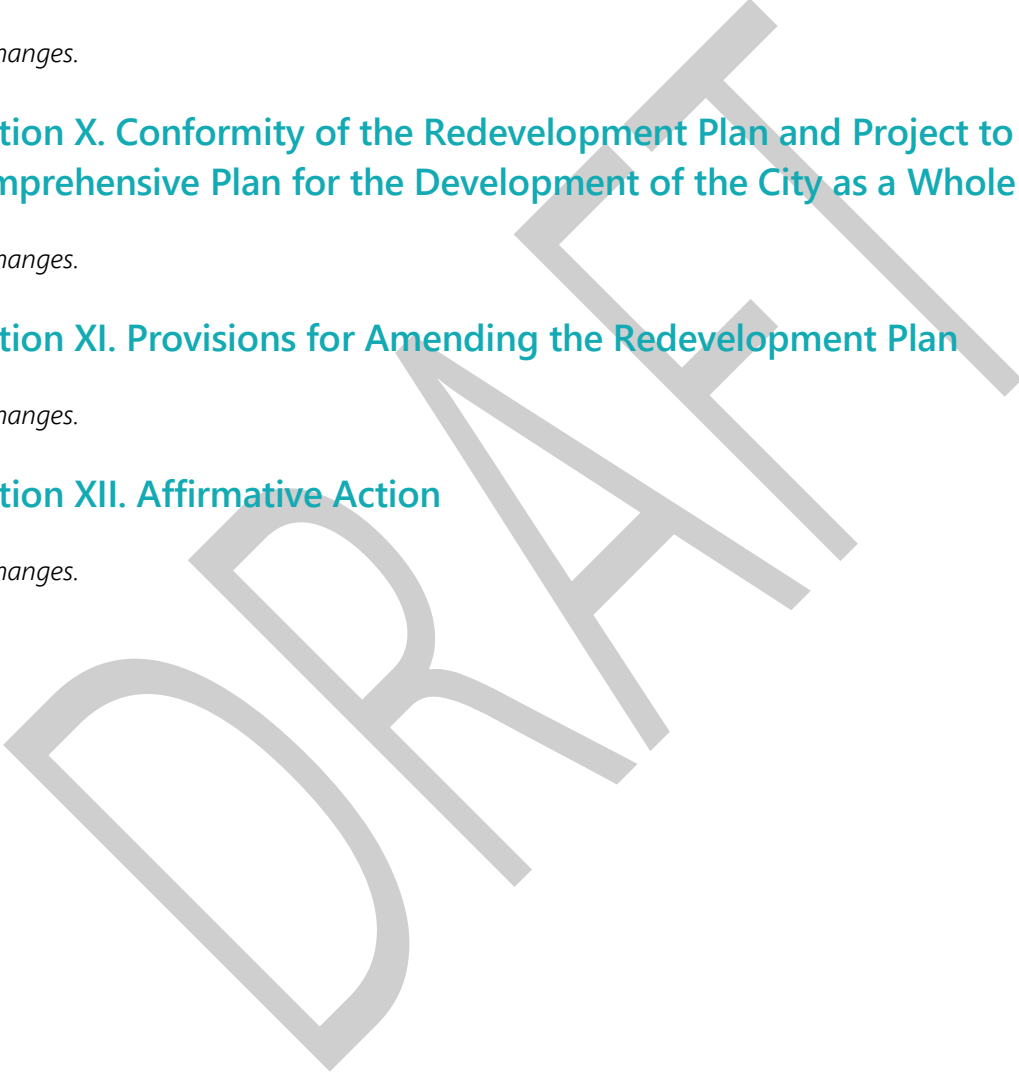 hanges.
tion X. Conformity of the Redevelopment Plan and Project to
mprehensive Plan for the Development of the City as a Whole
hanges.
tion XI. Provisions for Amending the Redevelopment Plan
hanges.
tion XII. Affirmative Action
hanges.
DRAFT